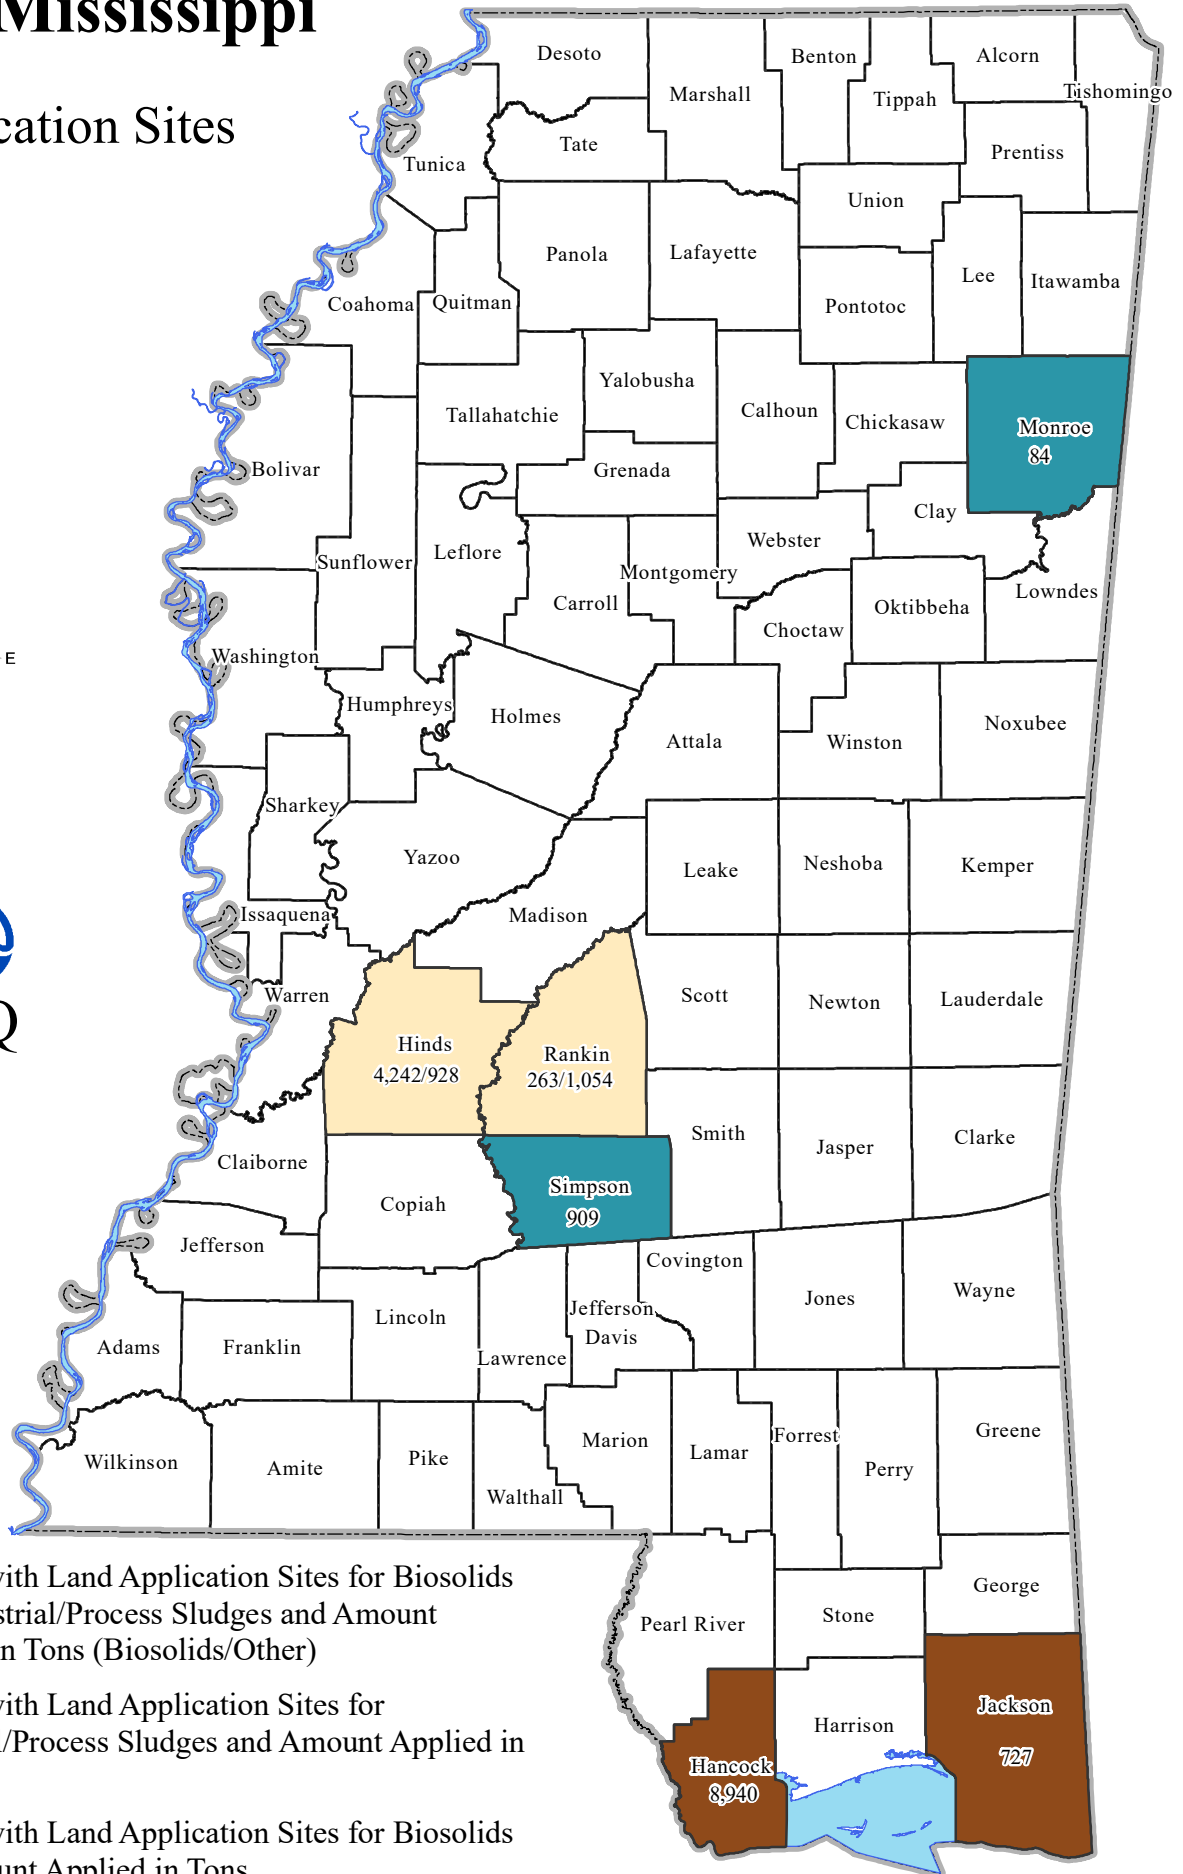 Mississippi
cation Sites
Desoto
Benton
Alcorn
Marshall
Tippah
Tishomingo
Tate
Prentiss
Tunica
Union
Panola
Lafayette
Lee
Itawamba
Coahoma
Quitman
Pontotoc
Yalobusha
Tallahatchie
Calhoun
Chickasaw
Monroe
84
Bolivar
Grenada
Clay
Webster
Sunflower
Leflore
Montgomery
Lowndes
Carroll
Oktibbeha
Choctaw
E
Washington
Humphreys
Holmes
Noxubee
Attala
Winston
Sharkey
Yazoo
Leake
Neshoba
Kemper
Issaquena
Madison
Warren
Scott
Newton
Lauderdale
Q
Hinds
4,242/928
Rankin
263/1,054
Smith
Jasper
Clarke
Claiborne
Simpson
909
Copiah
Jefferson
Covington
Wayne
Jones
Jefferson
Davis
Lincoln
Adams
Franklin
Lawrence
Greene
Forrest
Marion
Lamar
Wilkinson
Amite
Pike
Perry
Walthall
with Land Application Sites for Biosolids
strial/Process Sludges and Amount
n Tons (Biosolids/Other)
George
Stone
Pearl River
with Land Application Sites for
l/Process Sludges and Amount Applied in
Jackson
727
Harrison
Hancock
8,940
with Land Application Sites for Biosolids
unt Applied in Tons